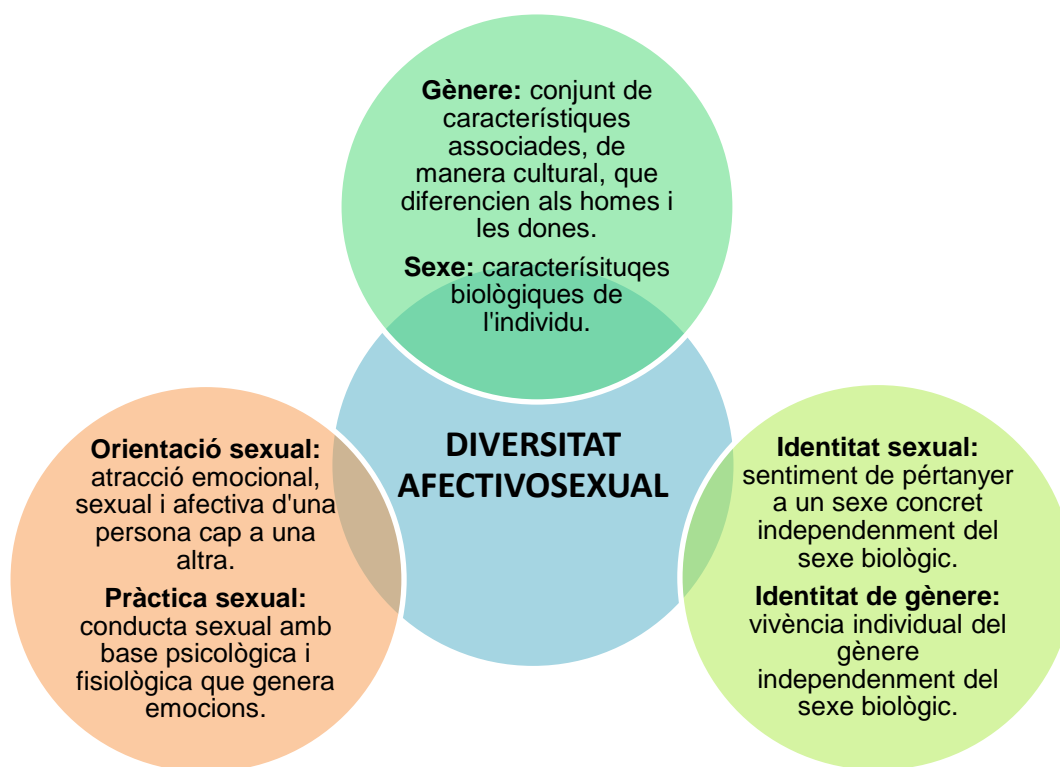 Gènere: conjunt de
característiques
associades, de
manera cultural, que
diferencien als homes i
les dones.
Sexe: caracterísituqes
biològiques de
l'individu.
DIVERSITAT
AFECTIVOSEXUAL
Orientació sexual:
atracció emocional,
sexual i afectiva d'una
persona cap a una
altra.
Pràctica sexual:
conducta sexual amb
base psicològica i
fisiològica que genera
emocions.
Identitat sexual:
sentiment de pértanyer
a un sexe concret
independenment del
sexe biològic.
Identitat de gènere:
vivència individual del
gènere
independenment del
sexe biològic.